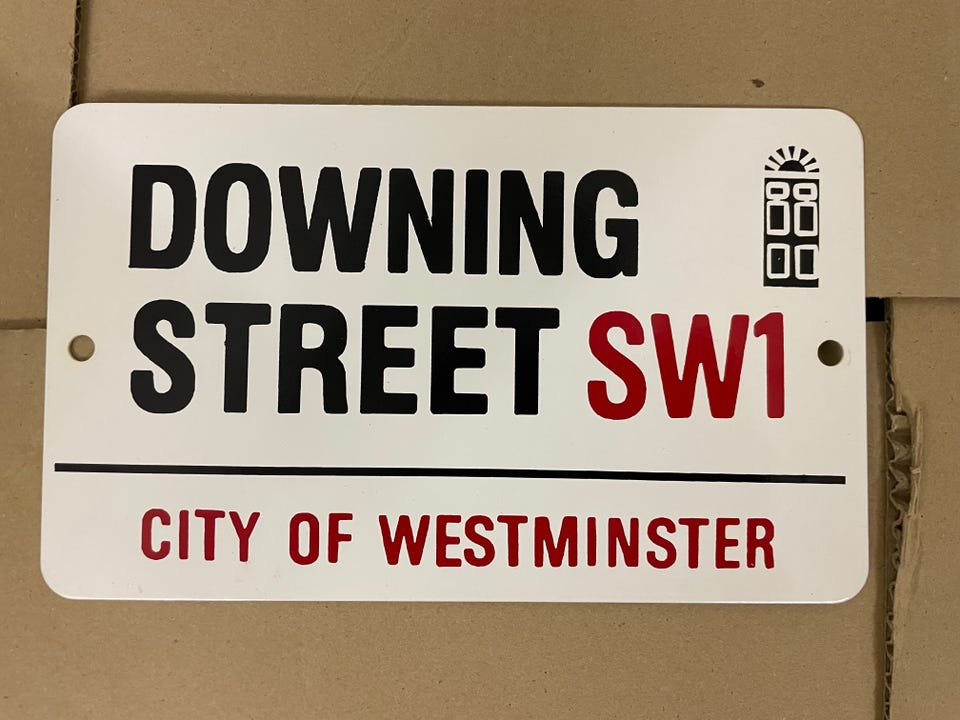 DOWNING
STREET SW1
CITY OF WESTMINSTER